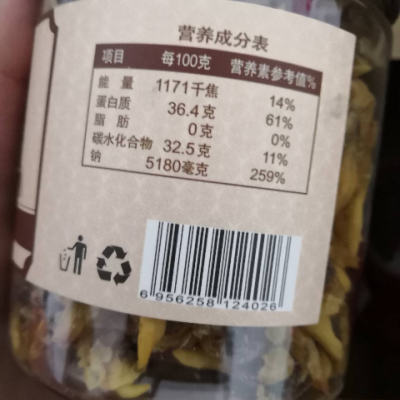 营养成分表
项目 每100克 营养素参考值%
能 量 1171千焦 14%
蛋白质 36.4克 61%
脂 肪 0克 0%
碳水化合物 32.5克 11%
钠 5180毫克 259%
6 956258 124026